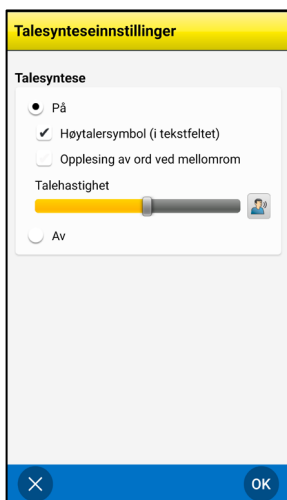 Talesynteseinnstillinger
Talesyntese
På
Høytalersymbol (i tekstfeltet)
Opplesing av ord ved mellomrom
Talehastighet
Av
OK